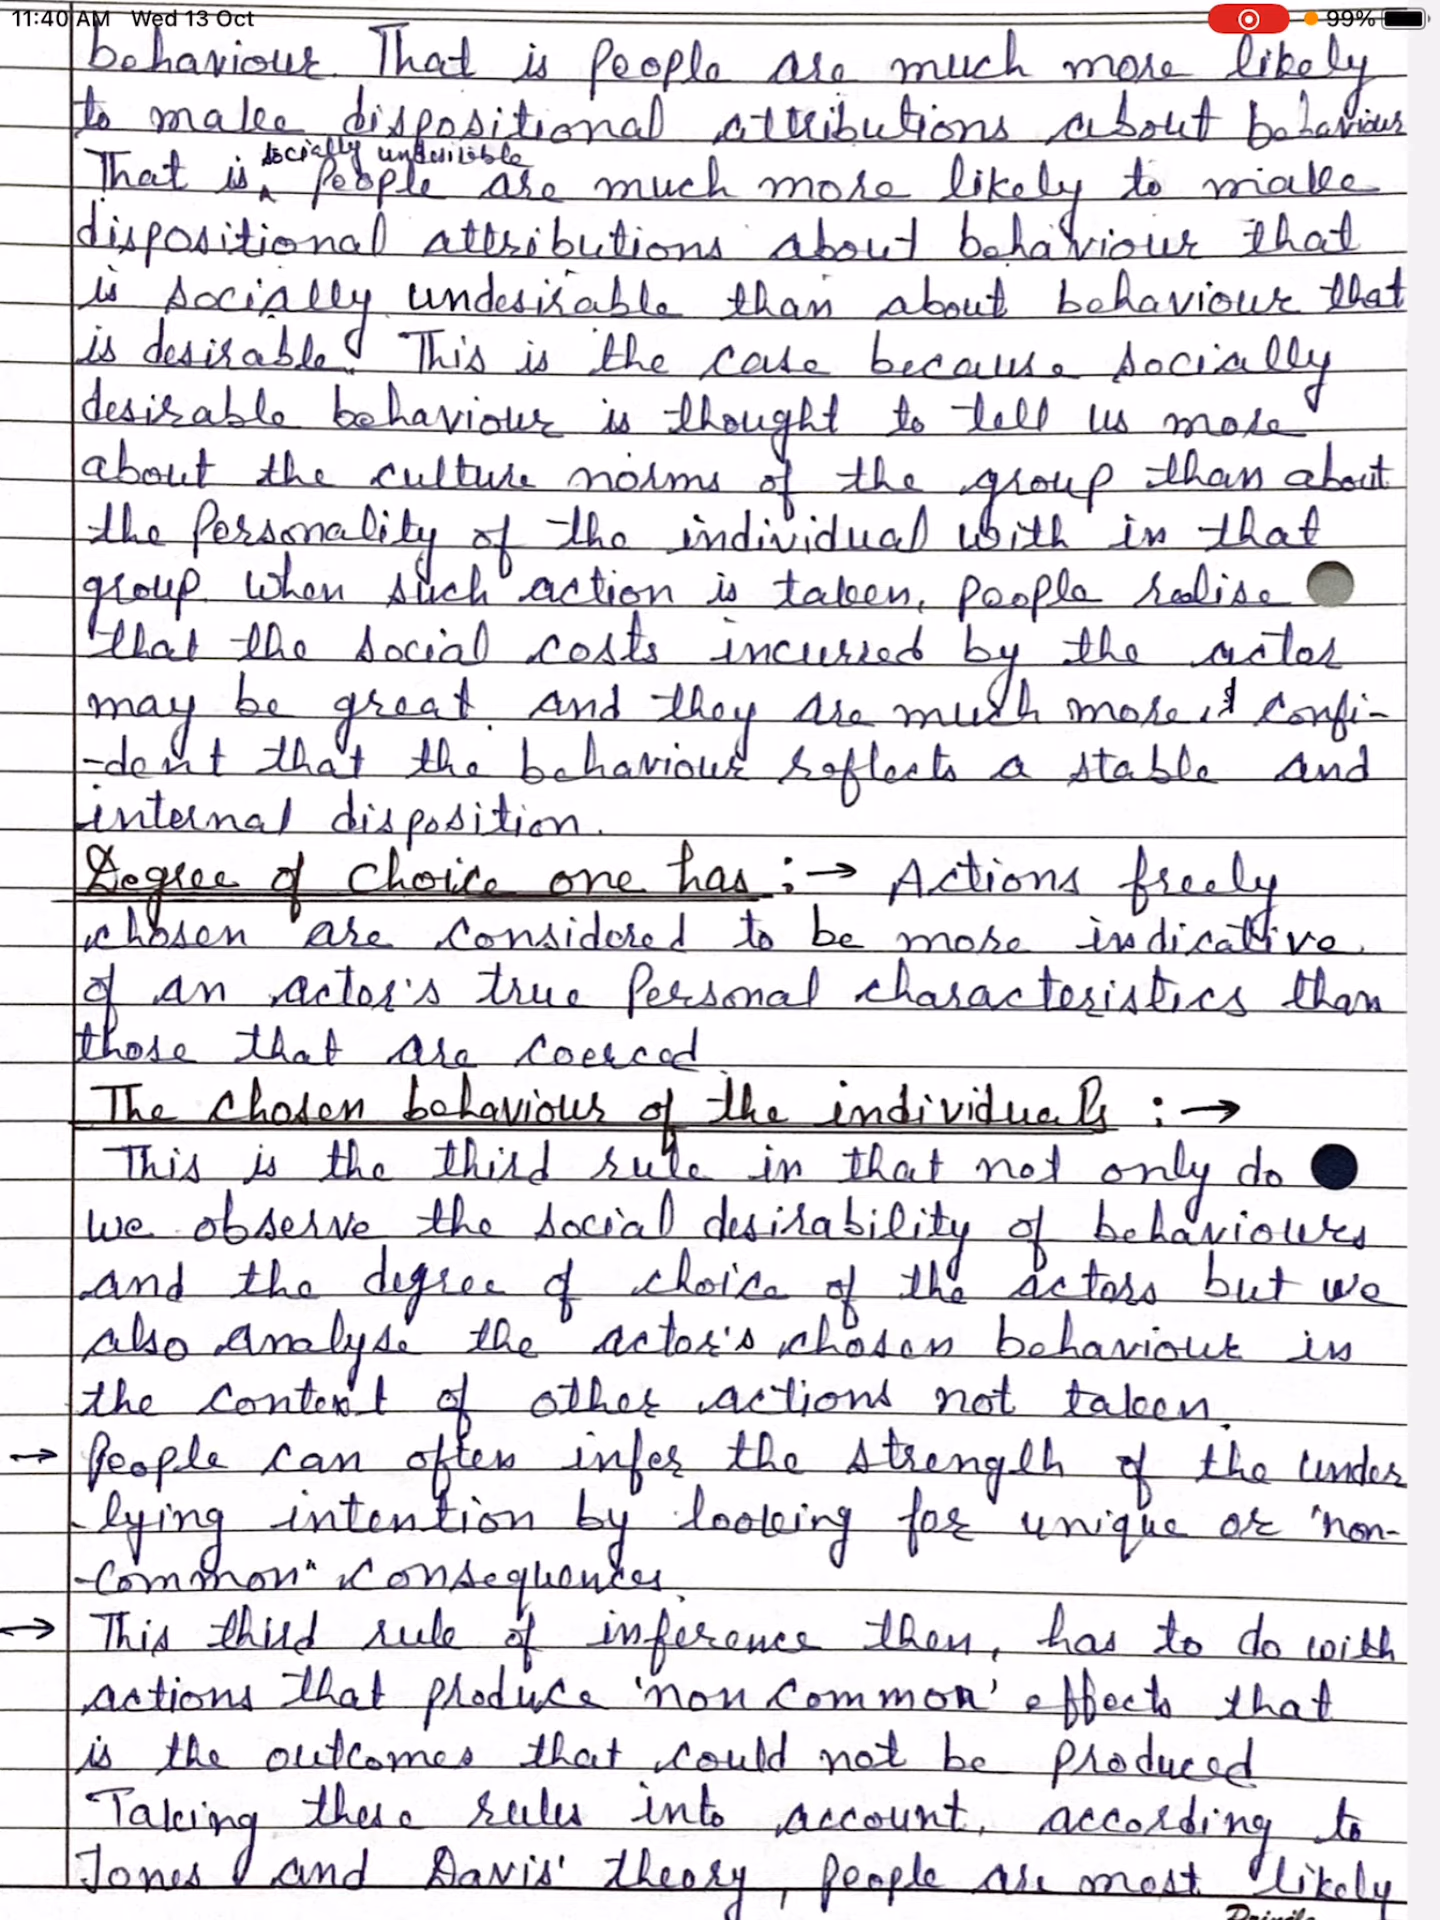 11:40 AM Wed 13 Oct 99%
behaviour. That is people are much more likely
to make dispositional attributions about behaviour
socially undesirable
That is people are much more likely to make
dispositional attributions about behaviour that
is socially undesirable than about behaviour that
is desirable. This is the case because socially
desirable behaviour is thought to tell us more
about the culture norms of the group than about
the Personality of the individual with in that
group. When such action is taken, people realise
that the social costs incurred by the actor
may be great. and they are much more confi-
-dent that the behaviour reflects a stable and
internal disposition.
Degree of choice one has :→ Actions freely
chosen are considered to be more indicative
of an actor's true Personal characteristics than
those that are coerced
The chosen behaviour of the individuals :→
This is the third rule in that not only do
we observe the social desirability of behaviours
and the degree of choice of the actors but we
also analyse the actor's chosen behaviour in
the context of other actions not taken.
→ People can often infer the strength of the under
-lying intention by looking for unique or "non-
-common" consequences.
→ This third rule of inference then, has to do with
actions that produce 'non common' effects that
is the outcomes that could not be produced
Taking these rules into account, according to
Jones and Davis' theory, people are most likely